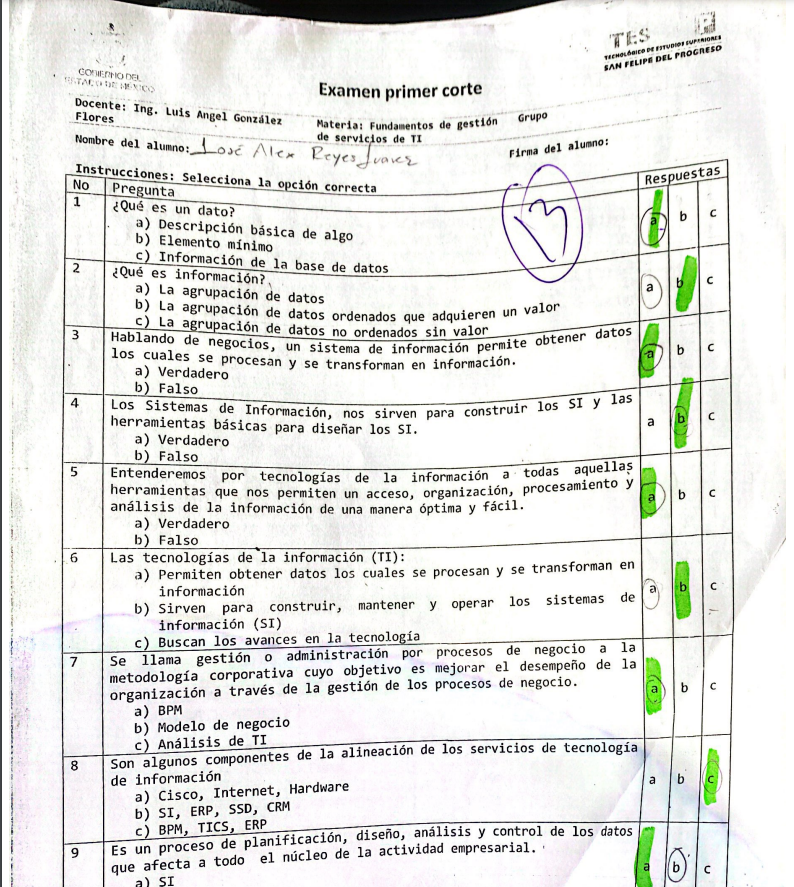 GOBIERNO DEL
ESTADO DE MÉXICO
TES
TECNOLÓGICO DE ESTUDIOS SUPERIORES
SAN FELIPE DEL PROGRESO
Examen primer corte
Docente: Ing. Luis Angel González Flores
Materia: Fundamentos de gestión de servicios de TI
Grupo
Nombre del alumno: José Alex Reyes Juarez
Firma del alumno:
Instrucciones: Selecciona la opción correcta
13
No Pregunta Respuestas
1 ¿Qué es un dato? a b c
a) Descripción básica de algo
b) Elemento mínimo
c) Información de la base de datos
2 ¿Qué es información? a b c
a) La agrupación de datos
b) La agrupación de datos ordenados que adquieren un valor
c) La agrupación de datos no ordenados sin valor
3 Hablando de negocios, un sistema de información permite obtener datos
los cuales se procesan y se transforman en información. a b c
a) Verdadero
b) Falso
4 Los Sistemas de Información, nos sirven para construir los SI y las
herramientas básicas para diseñar los SI. a b c
a) Verdadero
b) Falso
5 Entenderemos por tecnologías de la información a todas aquellas
herramientas que nos permiten un acceso, organización, procesamiento y a b c
análisis de la información de una manera óptima y fácil.
a) Verdadero
b) Falso
6 Las tecnologías de la información (TI):
a) Permiten obtener datos los cuales se procesan y se transforman en
información a b c
b) Sirven para construir, mantener y operar los sistemas de
información (SI)
c) Buscan los avances en la tecnología
7 Se llama gestión o administración por procesos de negocio a la
metodología corporativa cuyo objetivo es mejorar el desempeño de la
organización a través de la gestión de los procesos de negocio. a b c
a) BPM
b) Modelo de negocio
c) Análisis de TI
8 Son algunos componentes de la alineación de los servicios de tecnología
de información a b c
a) Cisco, Internet, Hardware
b) SI, ERP, SSD, CRM
c) BPM, TICS, ERP
9 Es un proceso de planificación, diseño, análisis y control de los datos
que afecta a todo el núcleo de la actividad empresarial. a b c
a) SI